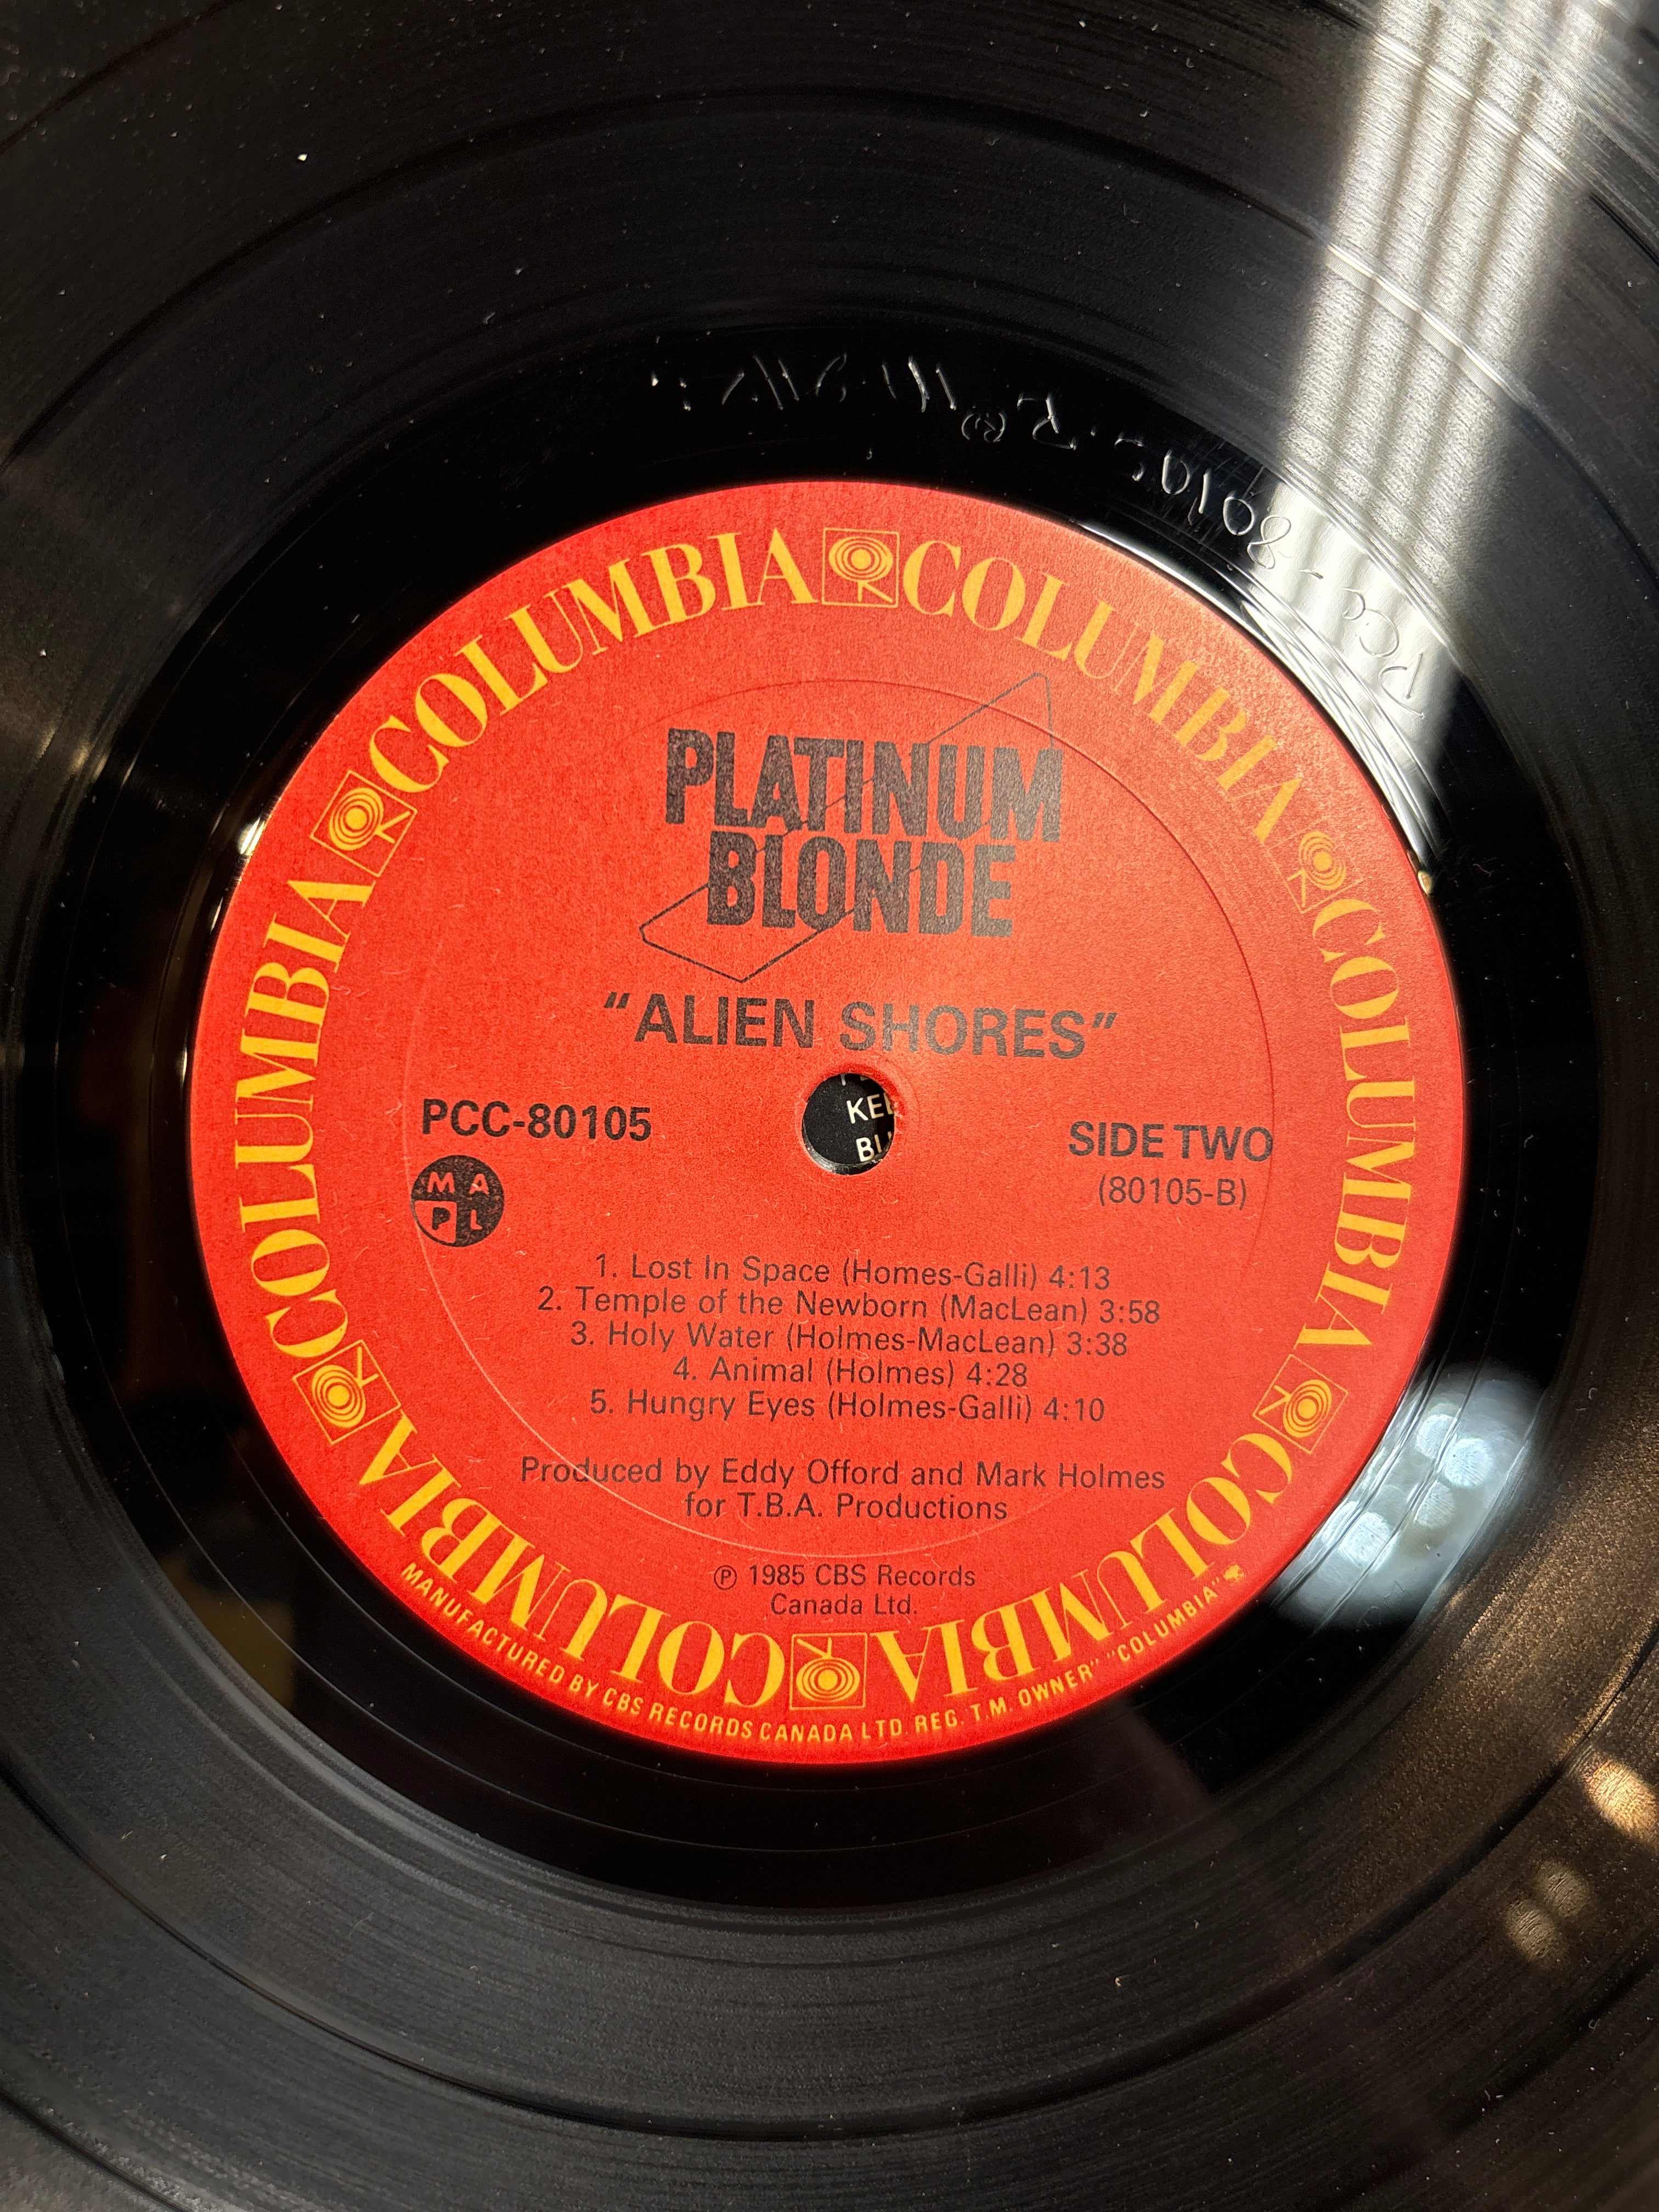 COLUMBIA COLUMBIA COLUMBIA COLUMBIA COLUMBIA COLUMBIA COLUMBIA COLUMBIA
PLATINUM
BLONDE
"ALIEN SHORES"
PCC-80105
SIDE TWO
(80105-B)
M A
P L
KEE
1. Lost In Space (Homes-Galli) 4:13
2. Temple of the Newborn (MacLean) 3:58
3. Holy Water (Holmes-MacLean) 3:38
4. Animal (Holmes) 4:28
5. Hungry Eyes (Holmes-Galli) 4:10
Produced by Eddy Offord and Mark Holmes
for T.B.A. Productions
℗ 1985 CBS Records
Canada Ltd.
MANUFACTURED BY CBS RECORDS CANADA LTD. REG. T.M. OWNER" "COLUMBIA"